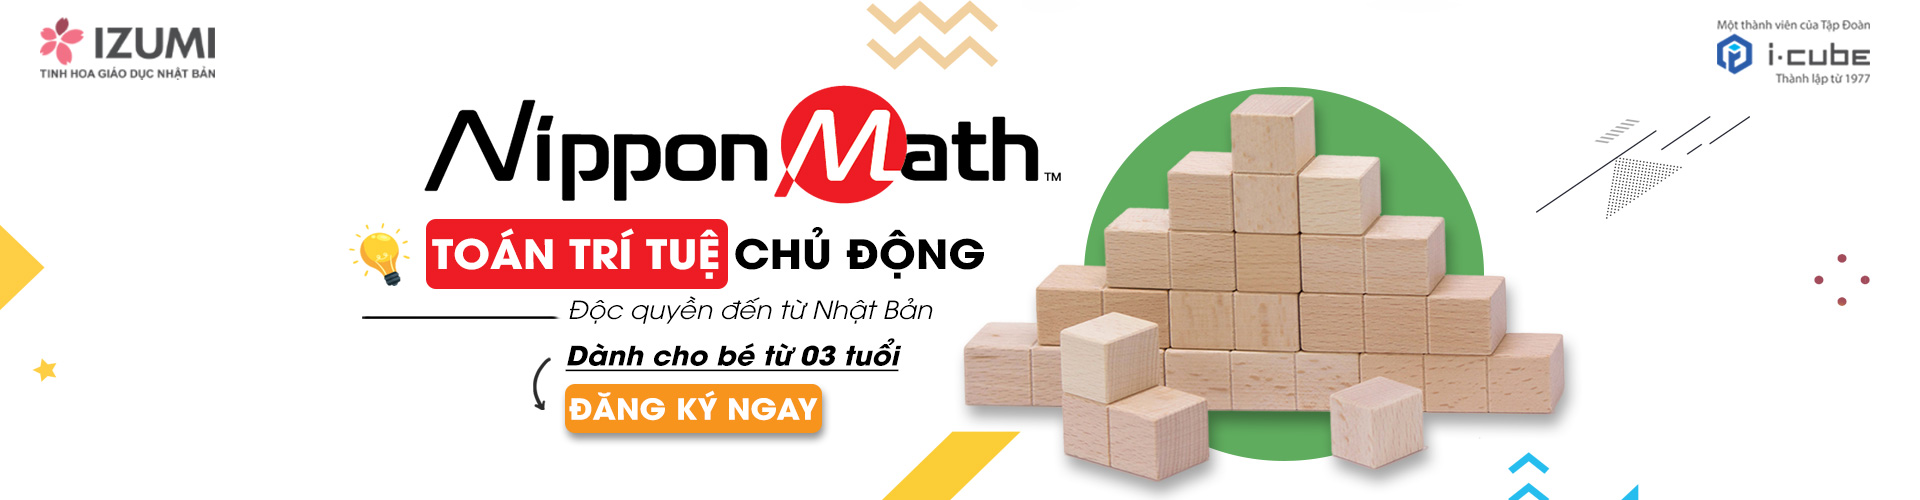 IZUMI
TINH HOA GIÁO DỤC NHẬT BẢN
Một thành viên của Tập Đoàn
i·cube
Thành lập từ 1977
NipponMath™
TOÁN TRÍ TUỆ CHỦ ĐỘNG
Độc quyền đến từ Nhật Bản
Dành cho bé từ 03 tuổi
ĐĂNG KÝ NGAY